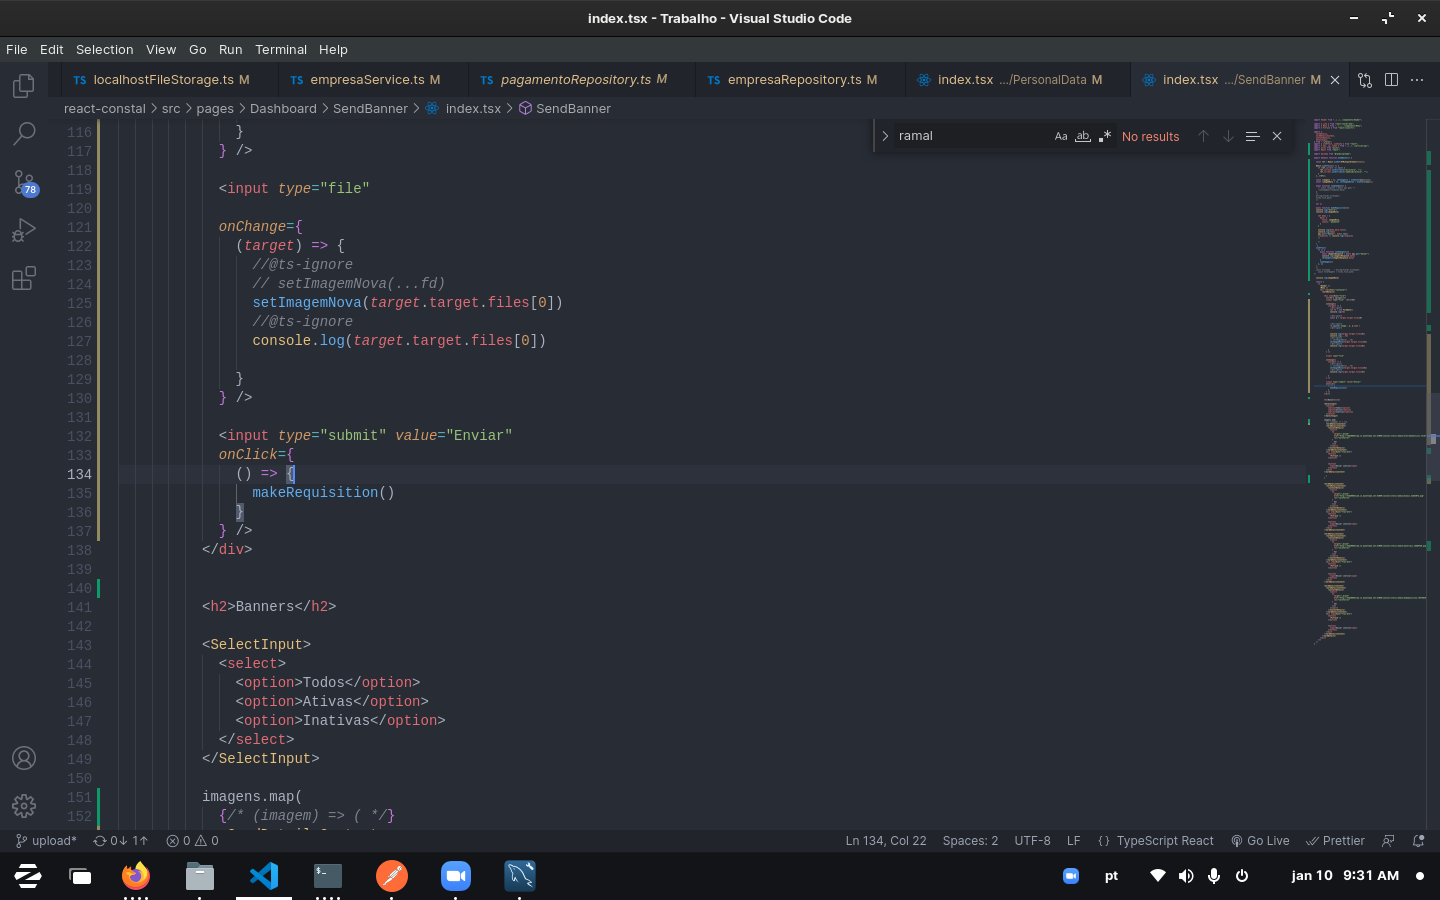 index.tsx - Trabalho - Visual Studio Code
File Edit Selection View Go Run Terminal Help
TS localhostFileStorage.ts M TS empresaService.ts M TS pagamentoRepository.ts M TS empresaRepository.ts M index.tsx .../PersonalData M index.tsx .../SendBanner M
react-constal > src > pages > Dashboard > SendBanner > index.tsx > SendBanner
ramal Aa ab No results
78
116 }
117 } />
118
119 <input type="file"
120
121 onChange={
122 (target) => {
123 //@ts-ignore
124 // setImagemNova(...fd)
125 setImagemNova(target.target.files[0])
126 //@ts-ignore
127 console.log(target.target.files[0])
128
129 }
130 } />
131
132 <input type="submit" value="Enviar"
133 onClick={
134 () => {
135 makeRequisition()
136 }
137 } />
138 </div>
139
140
141 <h2>Banners</h2>
142
143 <SelectInput>
144 <select>
145 <option>Todos</option>
146 <option>Ativas</option>
147 <option>Inativas</option>
148 </select>
149 </SelectInput>
150
151 imagens.map(
152 {/* (imagem) => ( */}
upload* 0↓ 1↑ 0 0 Ln 134, Col 22 Spaces: 2 UTF-8 LF {} TypeScript React Go Live Prettier
pt jan 10 9:31 AM